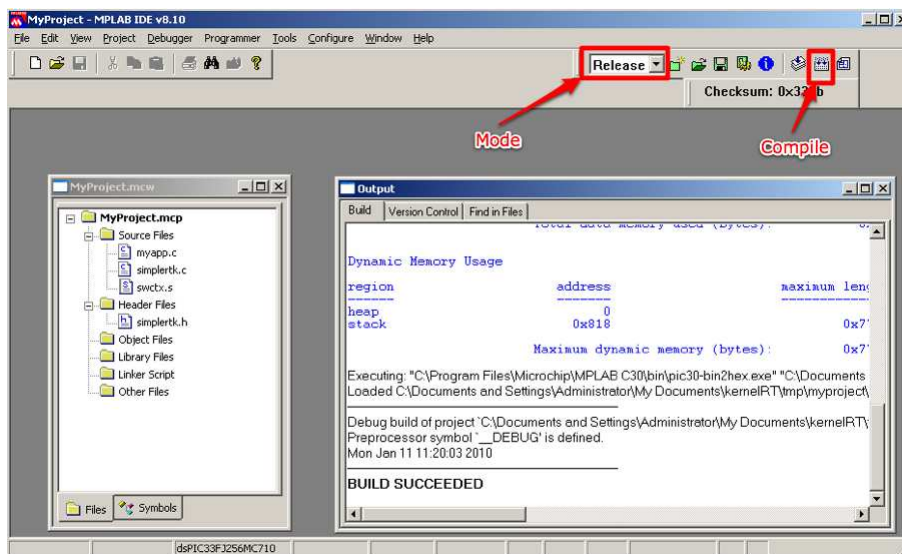 MyProject - MPLAB IDE v8.10
File Edit View Project Debugger Programmer Tools Configure Window Help
Release
Checksum:
Mode
Compile
MyProject.mcw
MyProject.mcp
Source Files
myapp.c
simplertk.c
swctx.s
Header Files
simplertk.h
Object Files
Library Files
Linker Script
Other Files
Files Symbols
Output
Build Version Control Find in Files
Total data memory used (bytes):
Dynamic Memory Usage
region address maximum
heap 0
stack 0x818
Maximum dynamic memory (bytes):
Executing: "C:\Program Files\Microchip\MPLAB C30\bin\pic30-bin2hex.exe" "C:\Documents
Loaded C:\Documents and Settings\Administrator\My Documents\kernelRT\tmp\myproject\
Debug build of project `C:\Documents and Settings\Administrator\My Documents\kernelRT\
Preprocessor symbol `__DEBUG' is defined.
Mon Jan 11 11:20:03 2010
BUILD SUCCEEDED
dsPIC33FJ256MC710